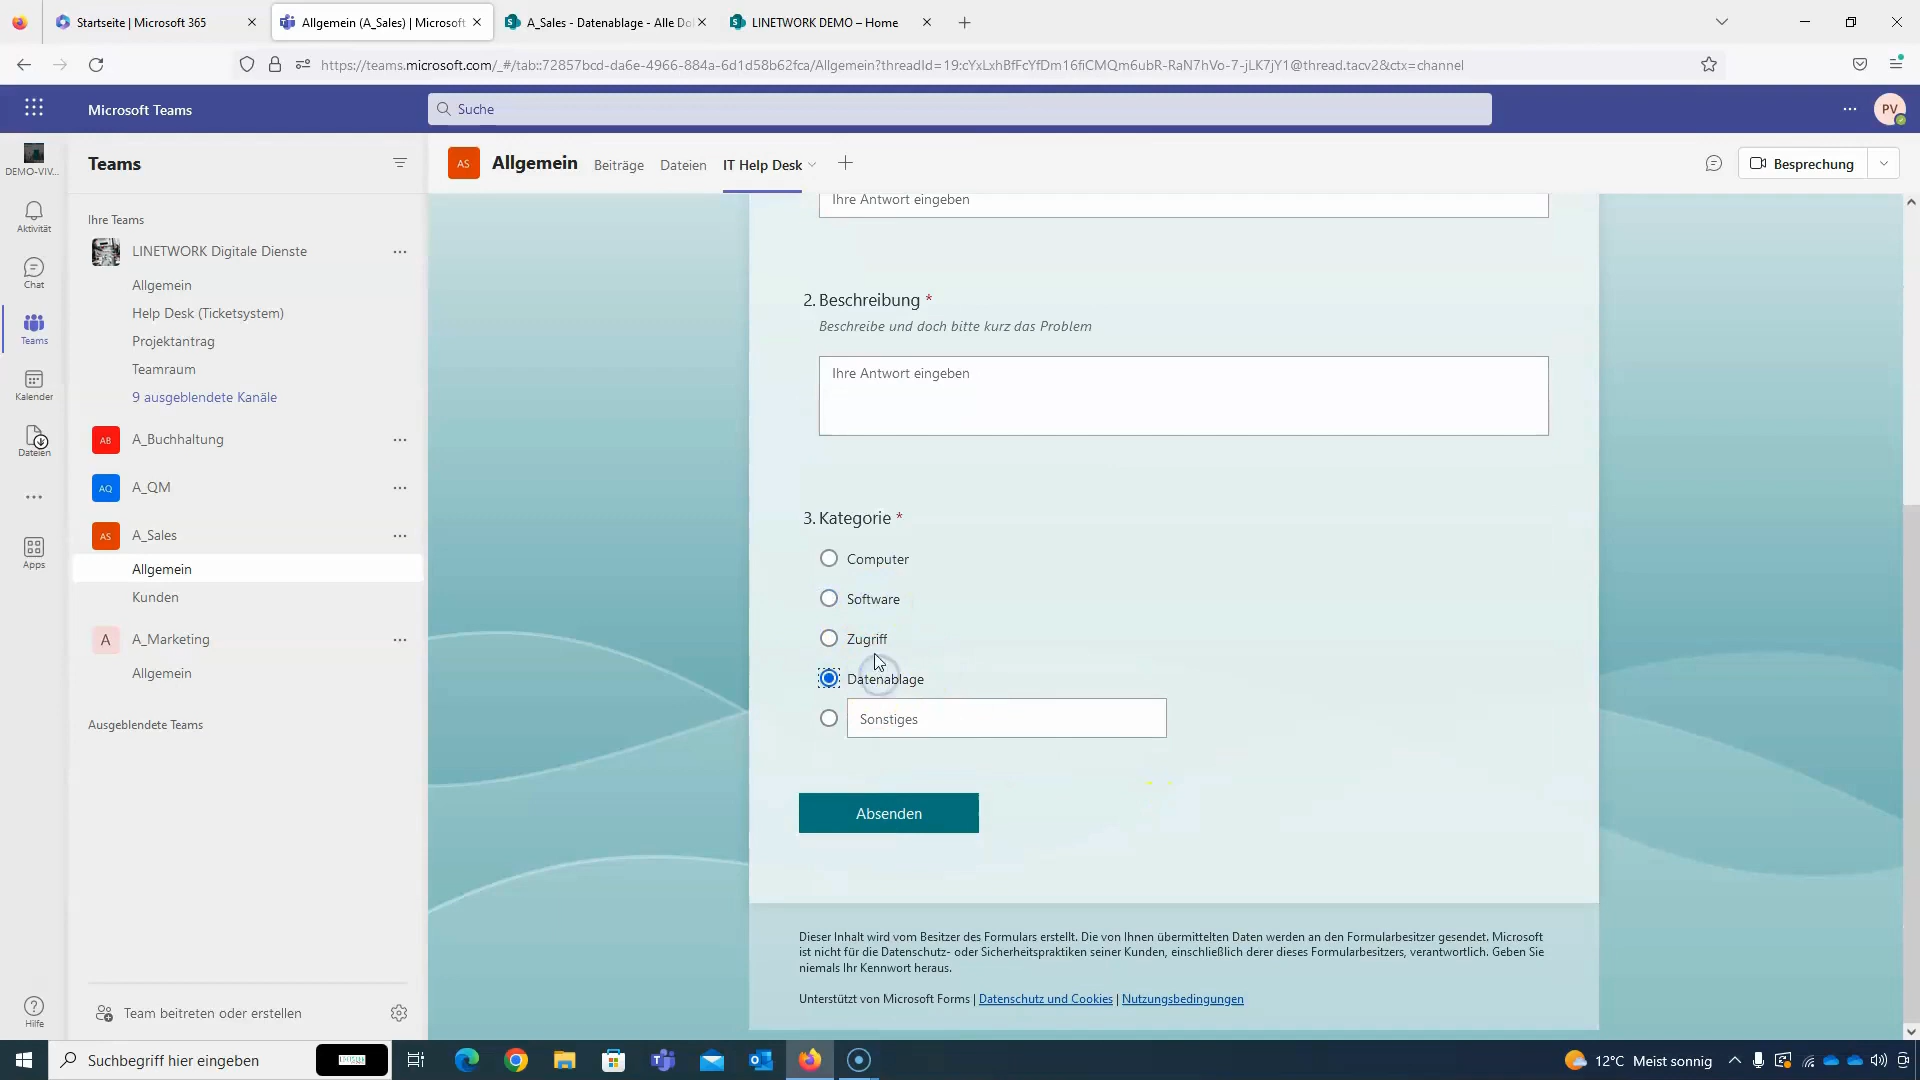 Startseite | Microsoft 365
Allgemein (A_Sales) | Microsoft
A_Sales - Datenablage - Alle Do
LINETWORK DEMO – Home
https://teams.microsoft.com/_#/tab::72857bcd-da6e-4966-884a-6d1d58b62fca/Allgemein?threadId=19:cYxLxhBfFcYfDm16fiCMQm6ubR-RaN7hVo-7-jLK7jY1@thread.tacv2&ctx=channel
Microsoft Teams
Suche
PV
DEMO-VIV...
Aktivität
Chat
Teams
Kalender
Dateien
Apps
Hilfe
Teams
Ihre Teams
LINETWORK Digitale Dienste
Allgemein
Help Desk (Ticketsystem)
Projektantrag
Teamraum
9 ausgeblendete Kanäle
AB A_Buchhaltung
AQ A_QM
AS A_Sales
Allgemein
Kunden
A A_Marketing
Allgemein
Ausgeblendete Teams
Team beitreten oder erstellen
AS Allgemein Beiträge Dateien IT Help Desk
Besprechung
Ihre Antwort eingeben
2. Beschreibung *
Beschreibe und doch bitte kurz das Problem
Ihre Antwort eingeben
3. Kategorie *
Computer
Software
Zugriff
Datenablage
Sonstiges
Absenden
Dieser Inhalt wird vom Besitzer des Formulars erstellt. Die von Ihnen übermittelten Daten werden an den Formularbesitzer gesendet. Microsoft
ist nicht für die Datenschutz- oder Sicherheitspraktiken seiner Kunden, einschließlich derer dieses Formularbesitzers, verantwortlich. Geben Sie
niemals Ihr Kennwort heraus.
Unterstützt von Microsoft Forms | Datenschutz und Cookies | Nutzungsbedingungen
Suchbegriff hier eingeben
12°C Meist sonnig